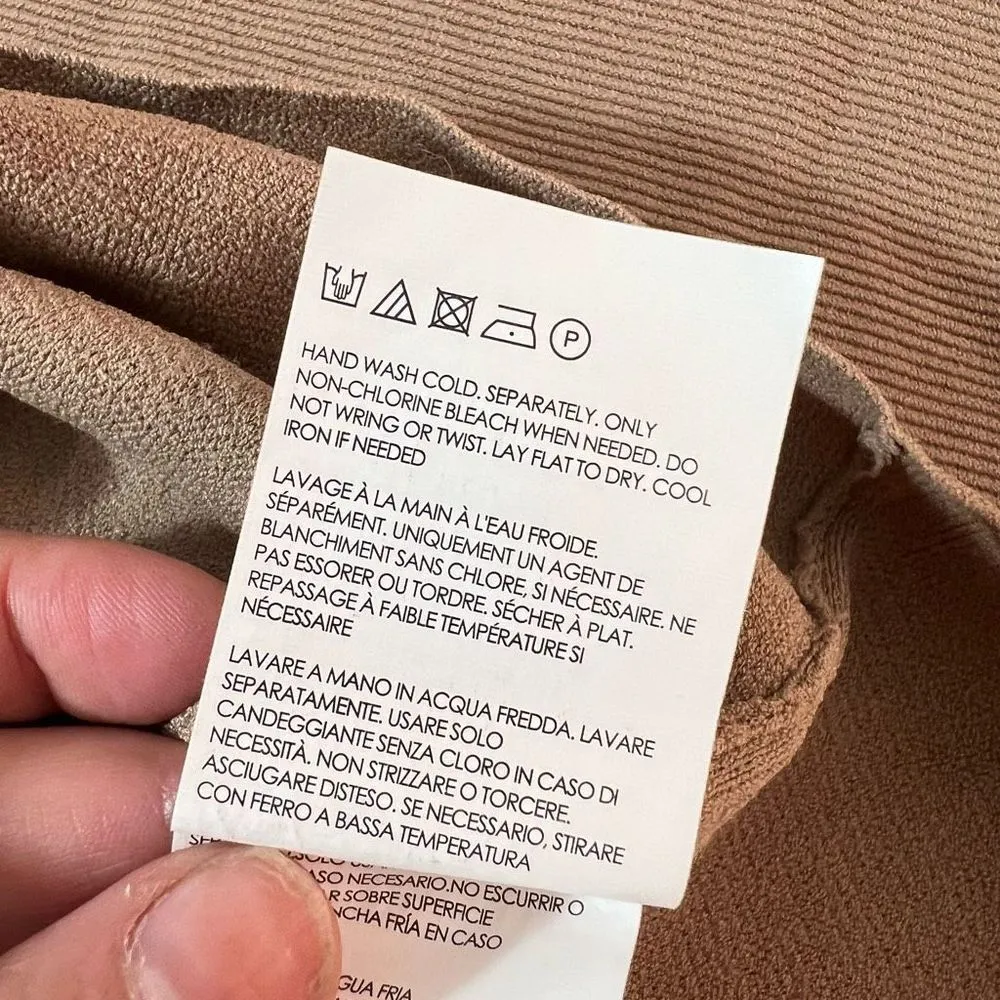 P
HAND WASH COLD. SEPARATELY. ONLY
NON-CHLORINE BLEACH WHEN NEEDED. DO
NOT WRING OR TWIST. LAY FLAT TO DRY. COOL
IRON IF NEEDED
LAVAGE À LA MAIN À L'EAU FROIDE.
SÉPARÉMENT. UNIQUEMENT UN AGENT DE
BLANCHIMENT SANS CHLORE, SI NÉCESSAIRE. NE
PAS ESSORER OU TORDRE. SÉCHER À PLAT.
REPASSAGE À FAIBLE TEMPÉRATURE SI
NÉCESSAIRE
LAVARE A MANO IN ACQUA FREDDA. LAVARE
SEPARATAMENTE. USARE SOLO
CANDEGGIANTE SENZA CLORO IN CASO DI
NECESSITÀ. NON STRIZZARE O TORCERE.
ASCIUGARE DISTESO. SE NECESSARIO, STIRARE
CON FERRO A BASSA TEMPERATURA
NECESARIO.NO ESCURRIR O
SOBRE SUPERFICIE
FRÍA EN CASO
FRIA